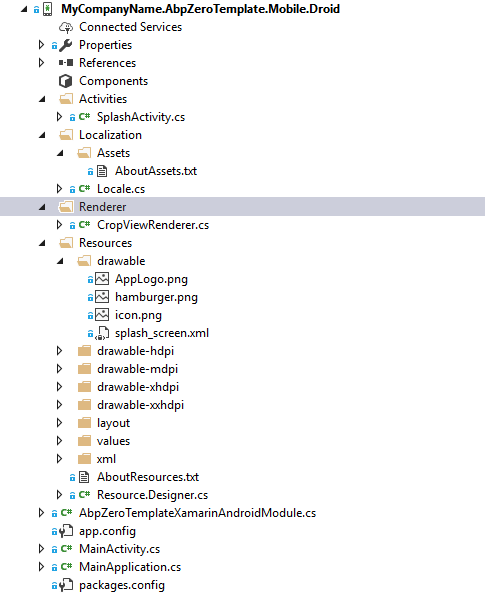 MyCompanyName.AbpZeroTemplate.Mobile.Droid
Connected Services
Properties
References
Components
Activities
C# SplashActivity.cs
Localization
Assets
AboutAssets.txt
C# Locale.cs
Renderer
C# CropViewRenderer.cs
Resources
drawable
AppLogo.png
hamburger.png
icon.png
splash_screen.xml
drawable-hdpi
drawable-mdpi
drawable-xhdpi
drawable-xxhdpi
layout
values
xml
AboutResources.txt
C# Resource.Designer.cs
C# AbpZeroTemplateXamarinAndroidModule.cs
app.config
C# MainActivity.cs
C# MainApplication.cs
packages.config